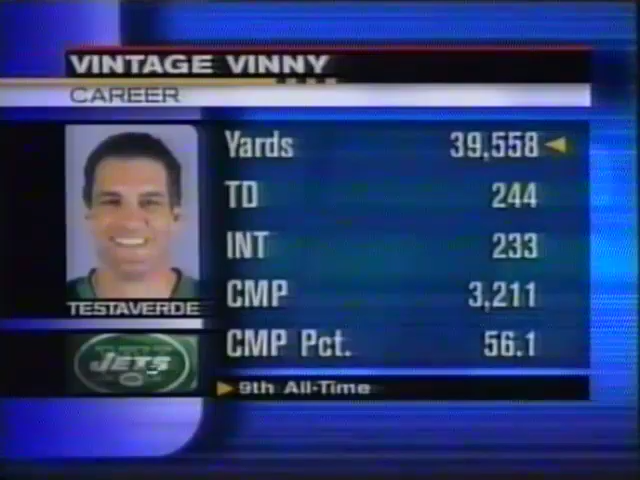 VINTAGE VINNY
CAREER
Yards 39,558
TD 244
INT 233
CMP 3,211
CMP Pct. 56.1
TESTAVERDE
JETS
9th All-Time